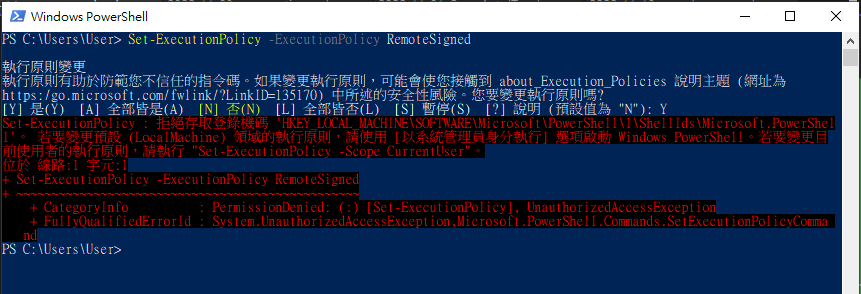 Windows PowerShell
PS C:\Users\User> Set-ExecutionPolicy -ExecutionPolicy RemoteSigned
執行原則變更
執行原則有助於防範您不信任的指令碼。如果變更執行原則，可能會使您接觸到 about_Execution_Policies 說明主題 (網址為
https:/go.microsoft.com/fwlink/?LinkID=135170) 中所述的安全性風險。您要變更執行原則嗎?
[Y] 是(Y)  [A] 全部皆是(A)  [N] 否(N)  [L] 全部皆否(L)  [S] 暫停(S)  [?] 說明 (預設值為 "N"): Y
Set-ExecutionPolicy : 拒絕存取登錄機碼 'HKEY_LOCAL_MACHINE\SOFTWARE\Microsoft\PowerShell\1\ShellIds\Microsoft.PowerShel
l'。 若要變更預設 (LocalMachine) 領域的執行原則，請使用 [以系統管理員身分執行] 選項啟動 Windows PowerShell。若要變更目
前使用者的執行原則，請執行 "Set-ExecutionPolicy -Scope CurrentUser"。
位於 線路:1 字元:1
+ Set-ExecutionPolicy -ExecutionPolicy RemoteSigned
+ ~~~~~~~~~~~~~~~~~~~~~~~~~~~~~~~~~~~~~~~~~~~~~~~~~
    + CategoryInfo          : PermissionDenied: (:) [Set-ExecutionPolicy], UnauthorizedAccessException
    + FullyQualifiedErrorId : System.UnauthorizedAccessException,Microsoft.PowerShell.Commands.SetExecutionPolicyComma
   nd
PS C:\Users\User>